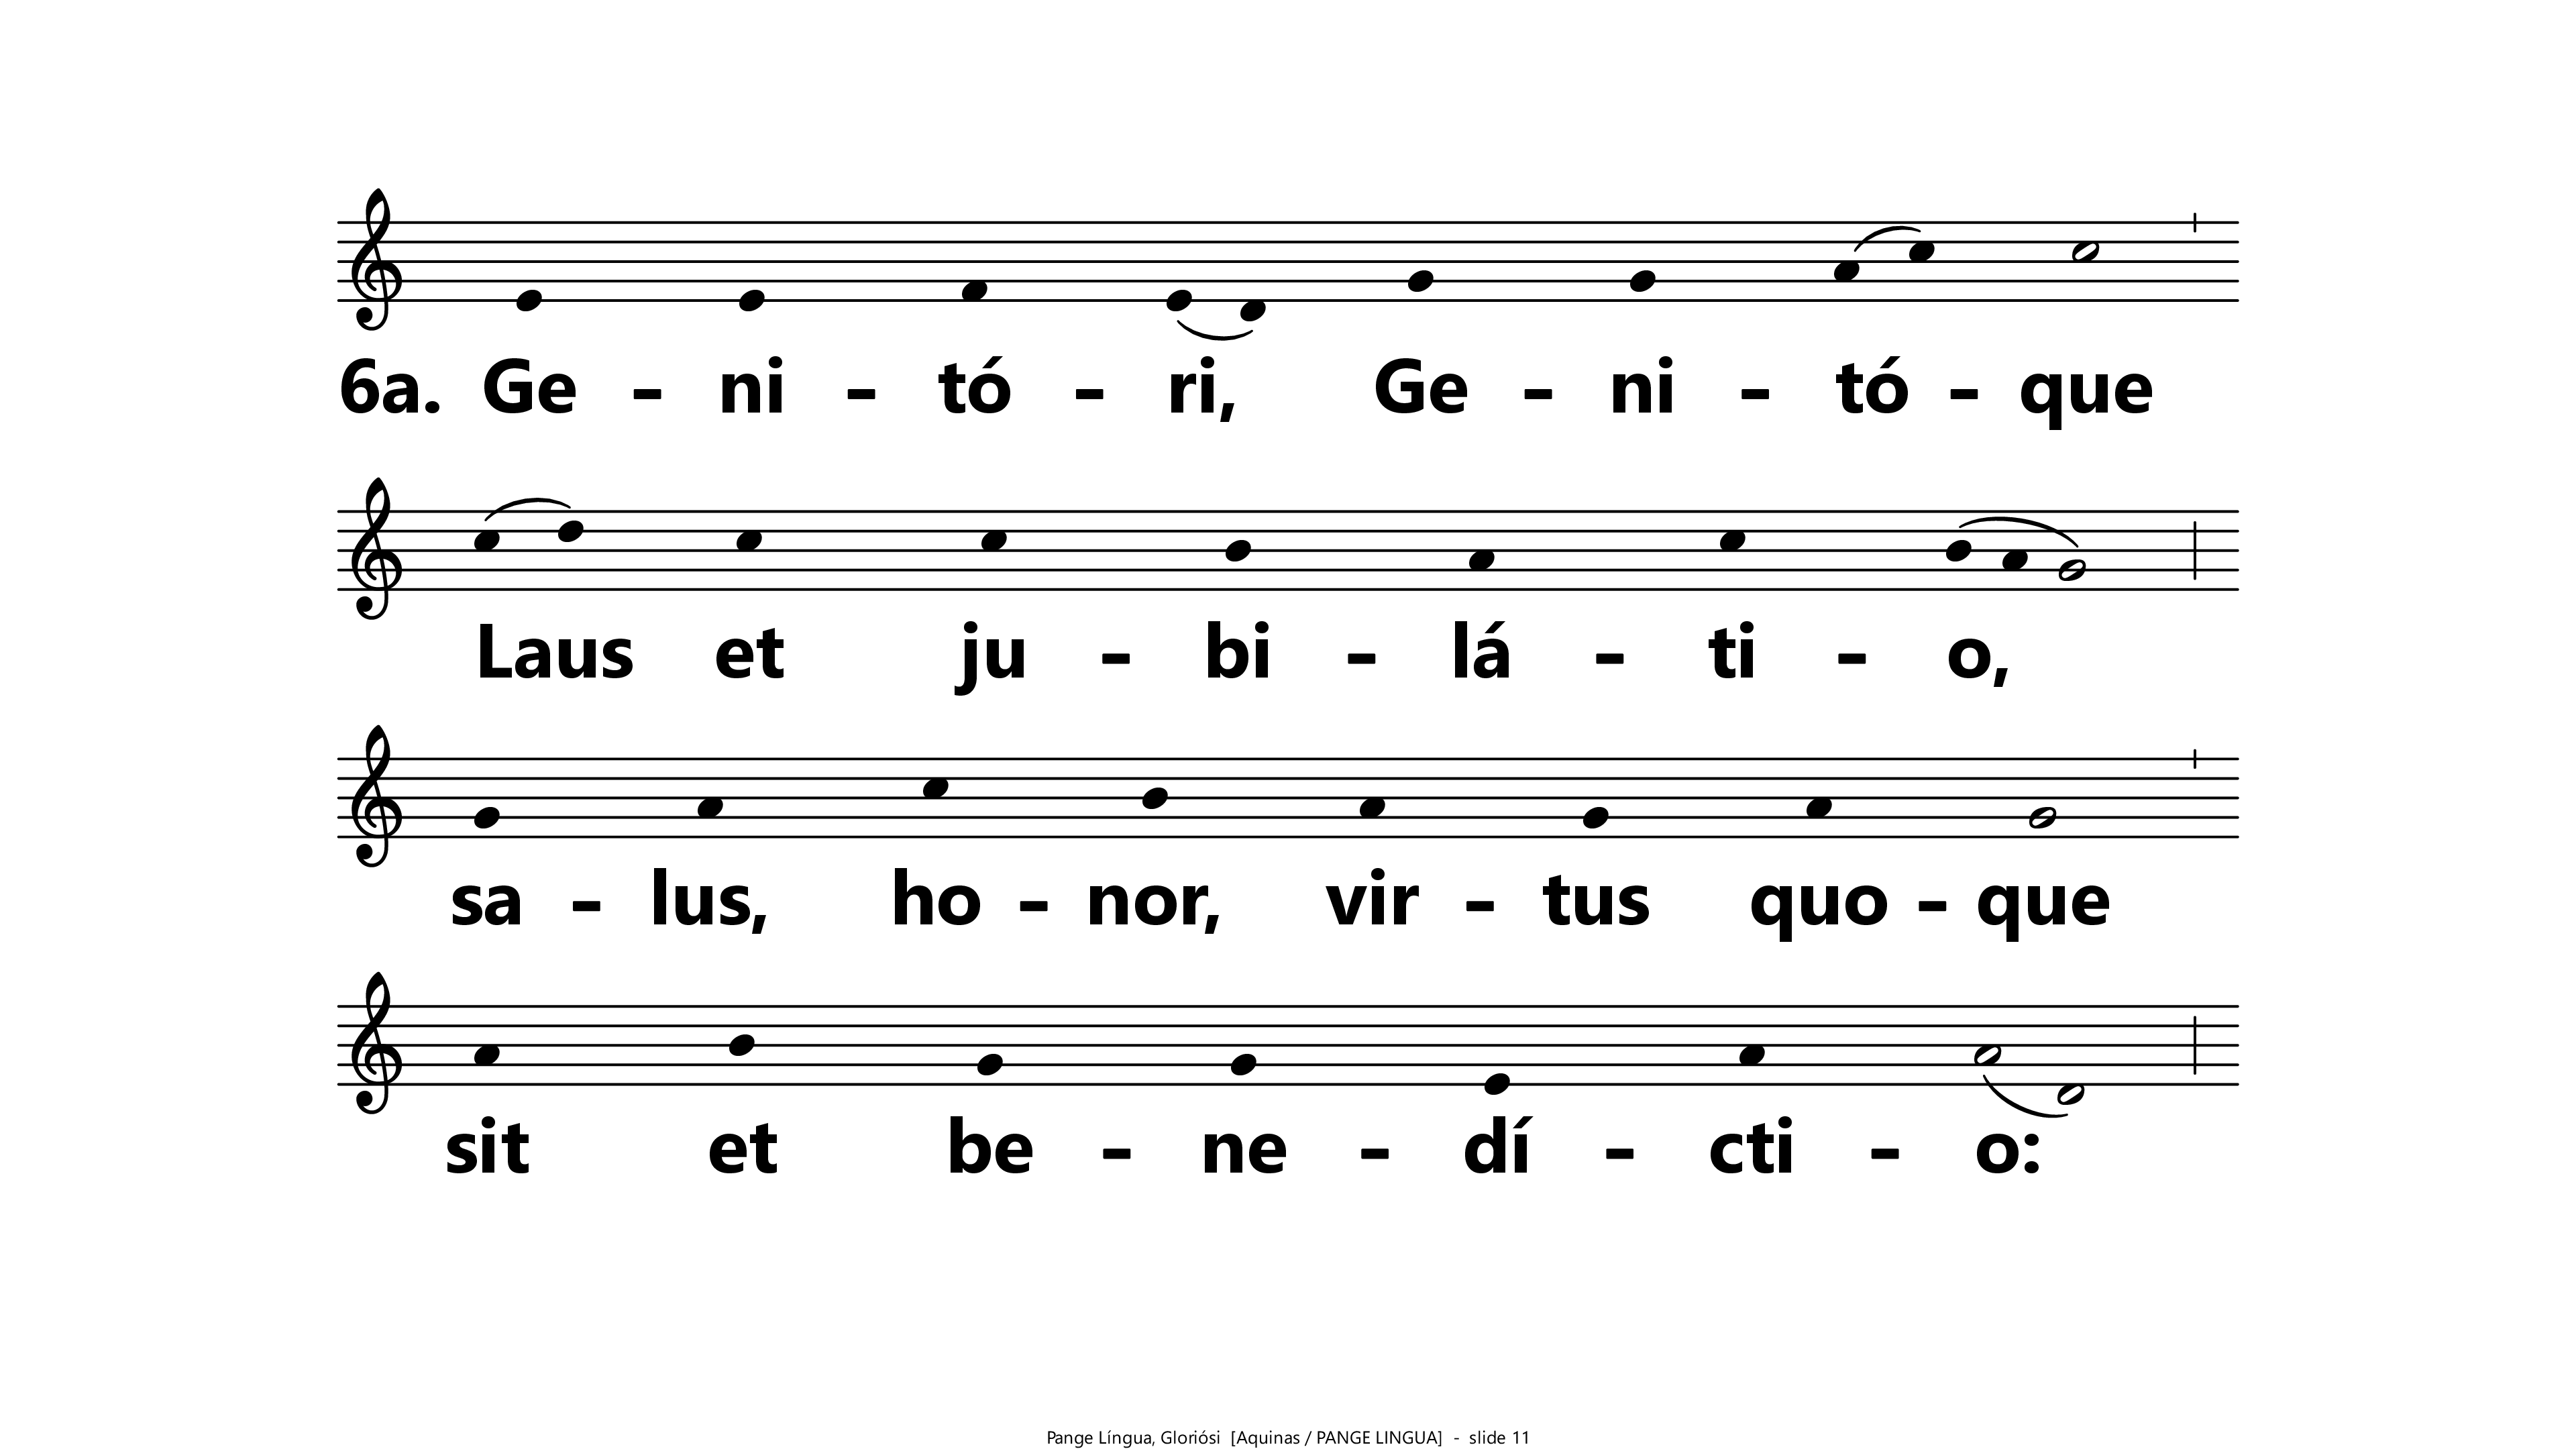 6a. Ge - ni - tó - ri, Ge - ni - tó - que
Laus et ju - bi - lá - ti - o,
sa - lus, ho - nor, vir - tus quo - que
sit et be - ne - dí - cti - o:
Pange Língua, Gloriósi [Aquinas / PANGE LINGUA] - slide 11